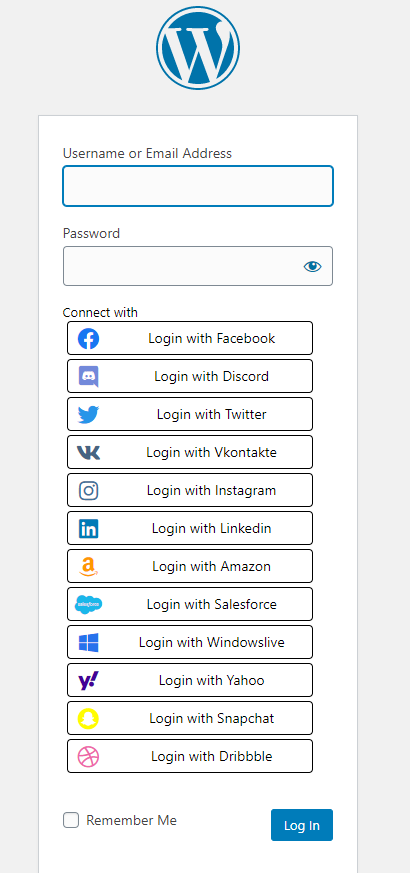 Username or Email Address
Password
Connect with
Login with Facebook
Login with Discord
Login with Twitter
Login with Vkontakte
Login with Instagram
in Login with Linkedin
a Login with Amazon
salesforce Login with Salesforce
Login with Windowslive
y! Login with Yahoo
Login with Snapchat
Login with Dribbble
Remember Me
Log In